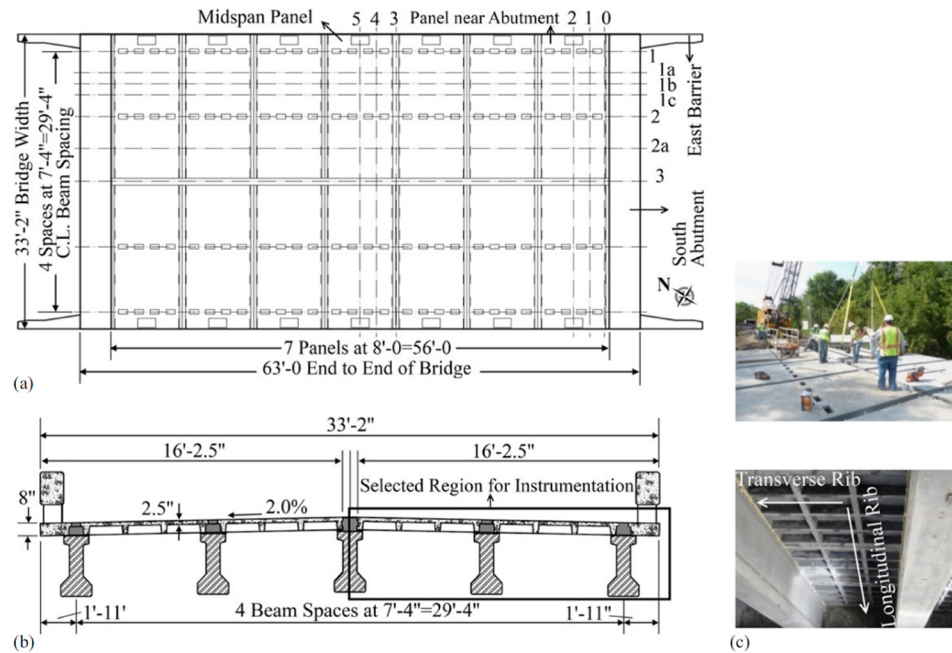 Midspan Panel
5 4 3
Panel near Abutment
2 1 0
1
1a
1b
1c
2
2a
3
East Barrier
South
Abutment
N
33'-2" Bridge Width
4 Spaces at 7'-4"=29'-4"
C.L. Beam Spacing
7 Panels at 8'-0=56'-0
63'-0 End to End of Bridge
(a)
33'-2"
16'-2.5"
16'-2.5"
Selected Region for Instrumentation
8"
2.5"
2.0%
4 Beam Spaces at 7'-4"=29'-4"
1'-11'
1'-11"
(b)
Transverse Rib
Longitudinal Rib
(c)